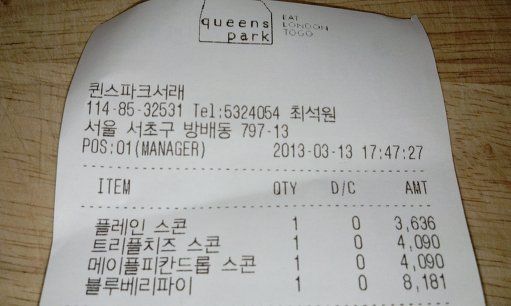 queens
park
EAT
LONDON
TOGO
퀸스파크서래
114-85-32531 Tel:5324054 최석원
서울 서초구 방배동 797-13
POS:01(MANAGER) 2013-03-13 17:47:27
ITEM QTY D/C AMT
플레인 스콘 1 0 3,636
트리플치즈 스콘 1 0 4,090
메이플피칸드롭 스콘 1 0 4,090
블루베리파이 1 0 8,181